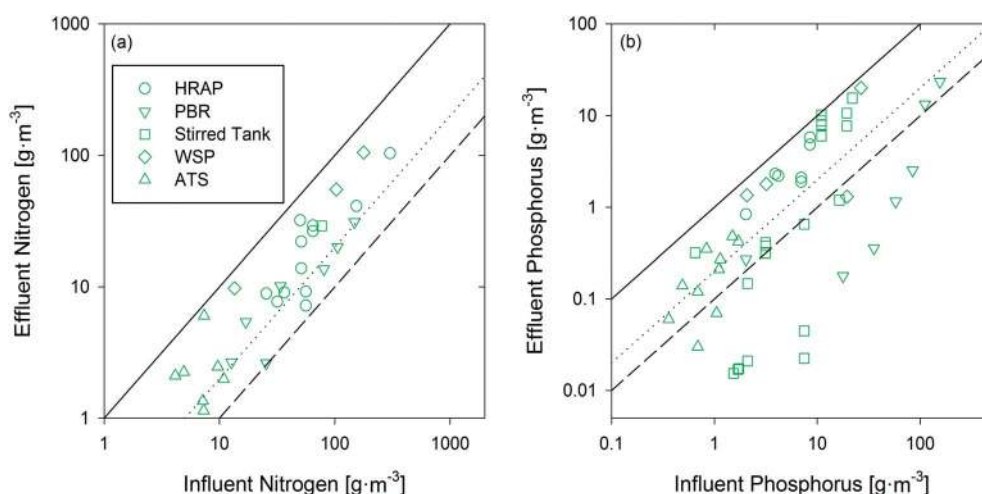 (a)
HRAP
PBR
Stirred Tank
WSP
ATS
1000
100
10
1
Effluent Nitrogen [g·m⁻³]
1 10 100 1000
Influent Nitrogen [g·m⁻³]
(b)
100
10
1
0.1
0.01
Effluent Phosphorus [g·m⁻³]
0.1 1 10 100
Influent Phosphorus [g·m⁻³]